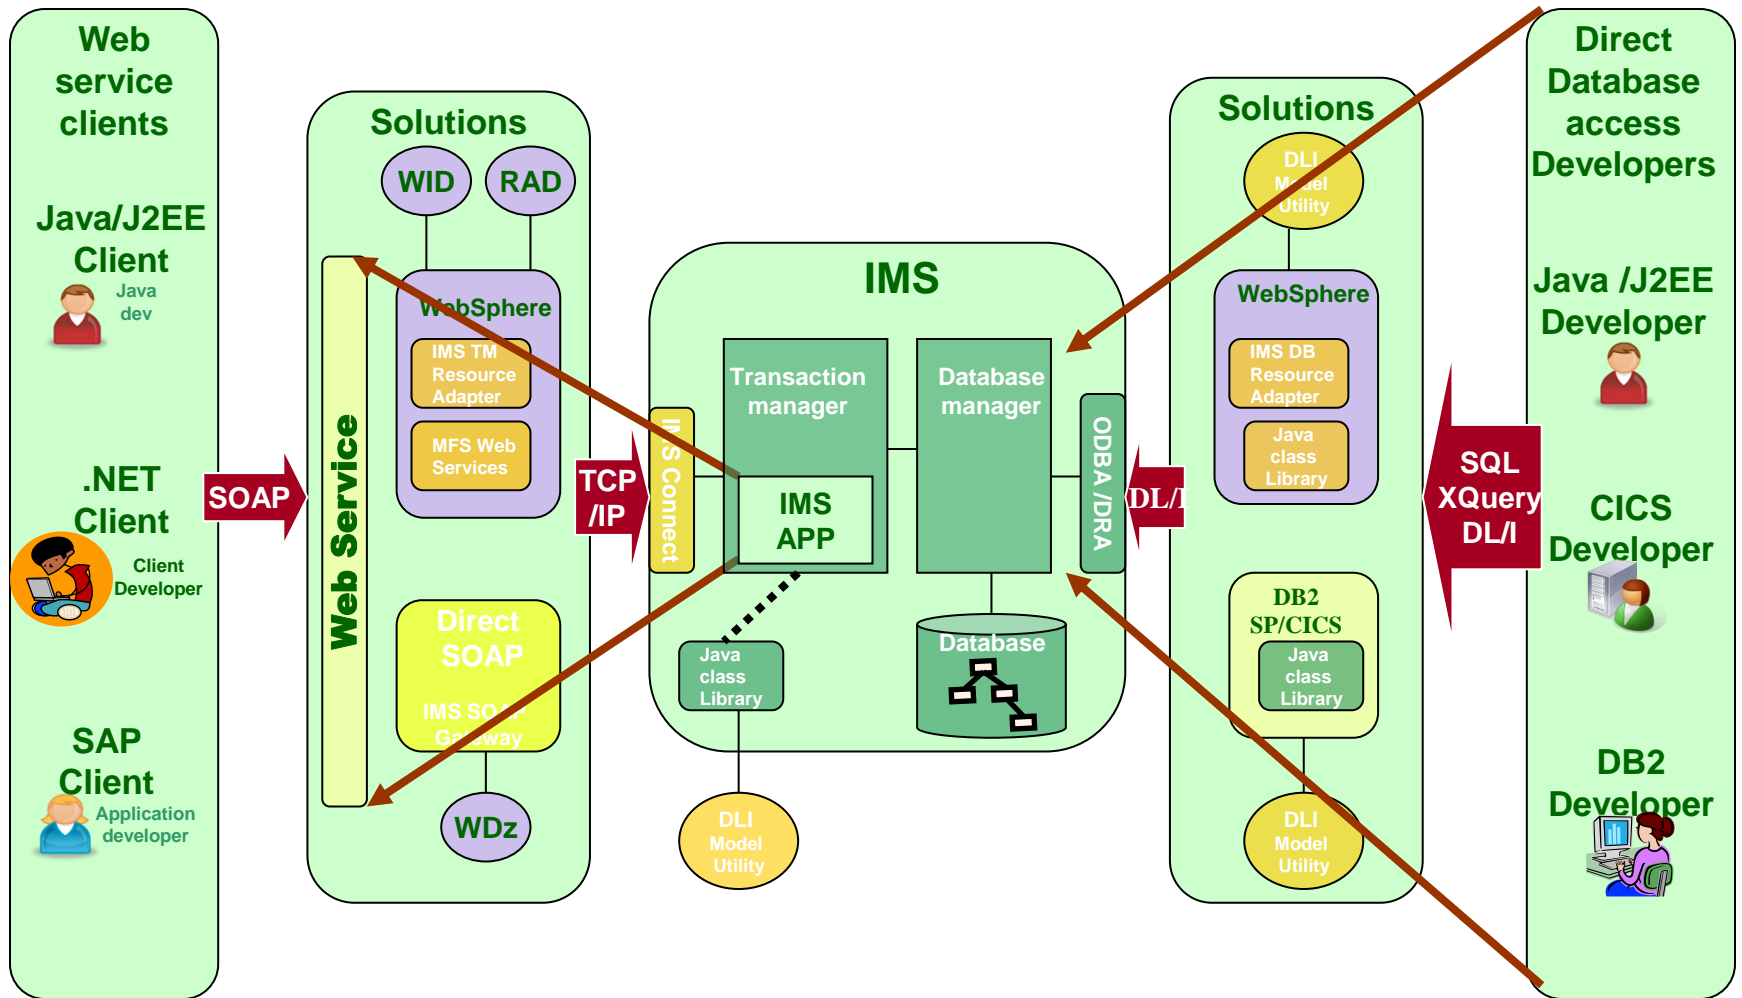 Web
service
clients
Java/J2EE
Client
Java
dev
.NET
Client
Client
Developer
SAP
Client
Application
developer
SOAP
Solutions
WID
RAD
WebSphere
IMS TM
Resource
Adapter
MFS Web
Services
Web Service
Direct
SOAP
IMS SOAP
Gateway
WDz
TCP
/IP
IMS
IMS Connect
Transaction
manager
IMS
APP
Database
manager
ODBA /DRA
Java
class
Library
Database
DLI
Model
Utility
DL/I
Solutions
DLI
Model
Utility
WebSphere
IMS DB
Resource
Adapter
Java
class
Library
DB2
SP/CICS
Java
class
Library
DLI
Model
Utility
SQL
XQuery
DL/I
Direct
Database
access
Developers
Java /J2EE
Developer
CICS
Developer
DB2
Developer